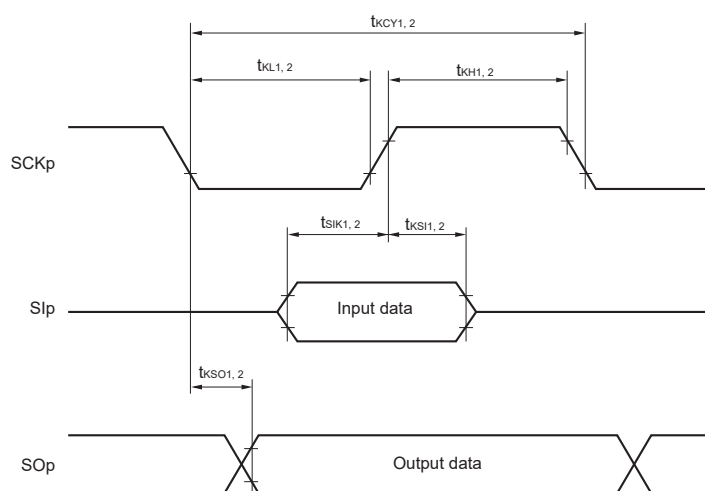 tKCY1, 2
tKL1, 2
tKH1, 2
SCKp
tSIK1, 2
tKSI1, 2
SIp
Input data
tKSO1, 2
SOp
Output data